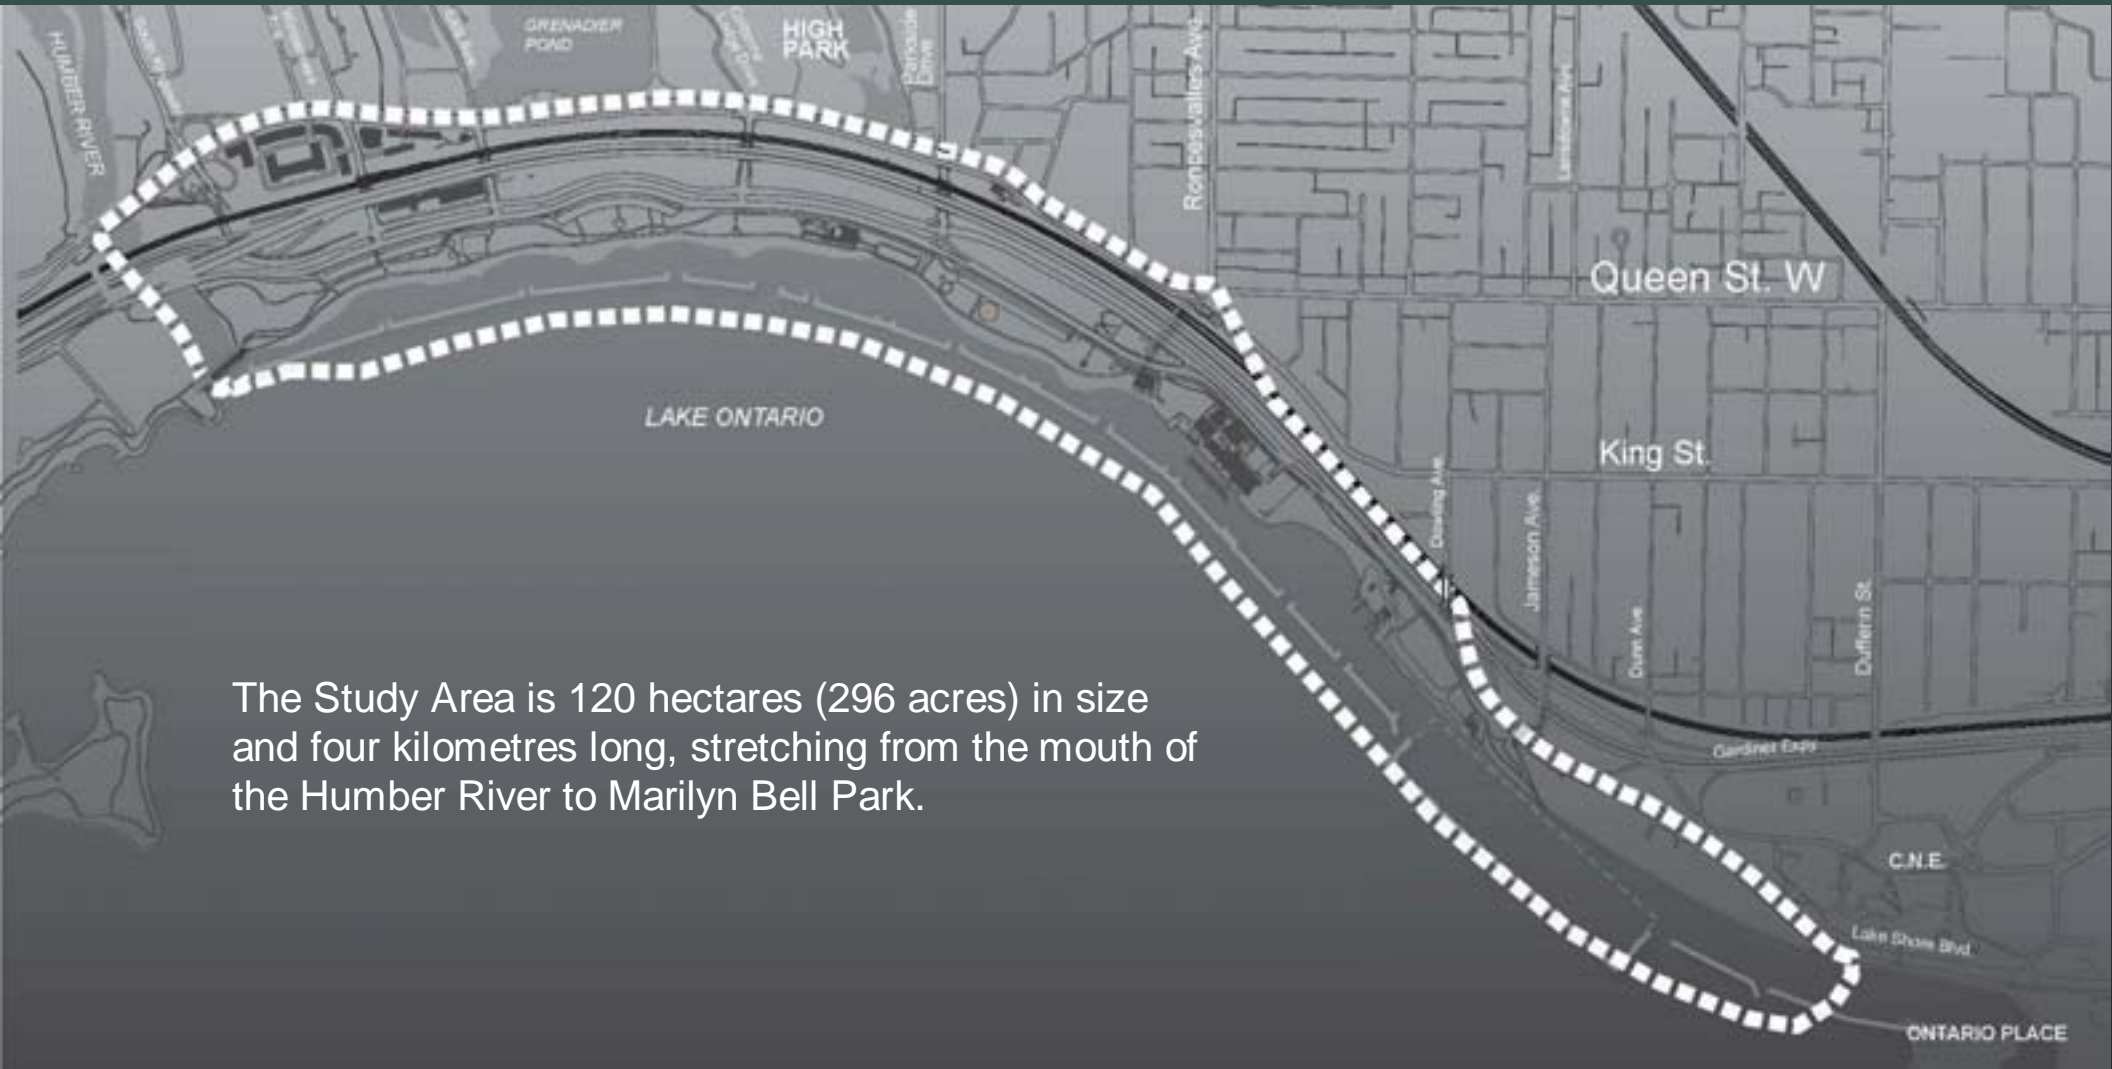 GRENADIER
POND
HIGH
PARK
HUMBER RIVER
Parkside
Drive
Roncesvalles Ave.
Lansdowne Ave.
Queen St. W
LAKE ONTARIO
King St.
Dowling Ave.
Jameson Ave.
Dunn Ave.
Dufferin St.
The Study Area is 120 hectares (296 acres) in size
and four kilometres long, stretching from the mouth of
the Humber River to Marilyn Bell Park.
Gardiner Expy
C.N.E.
Lake Shore Blvd.
ONTARIO PLACE